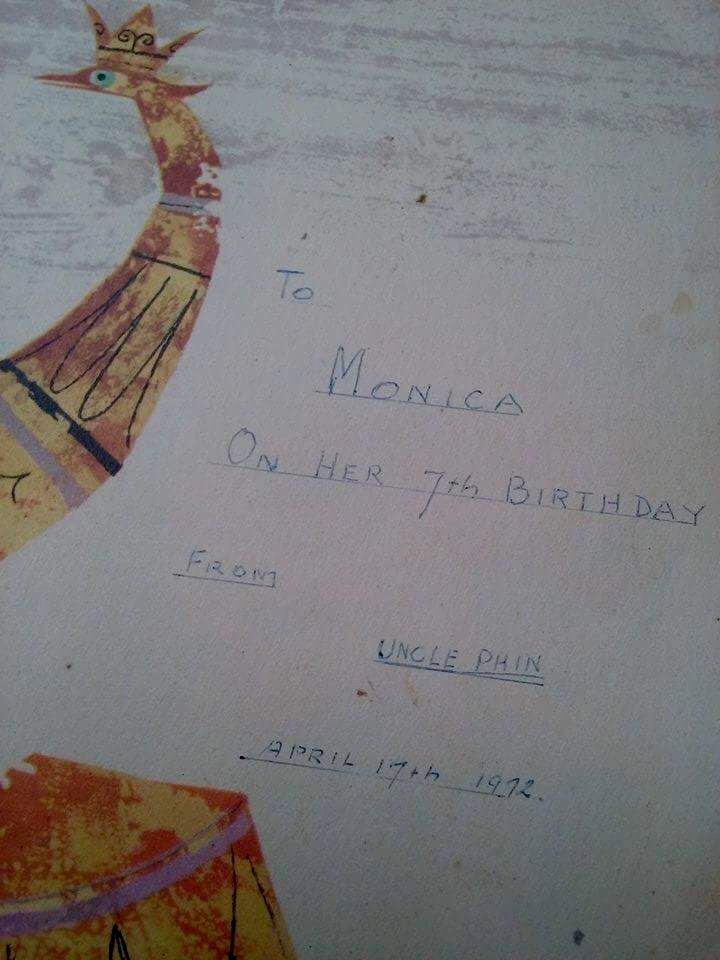 To
MONICA
ON HER 7th BIRTHDAY
FROM
UNCLE PHIN
APRIL 17th 1972.